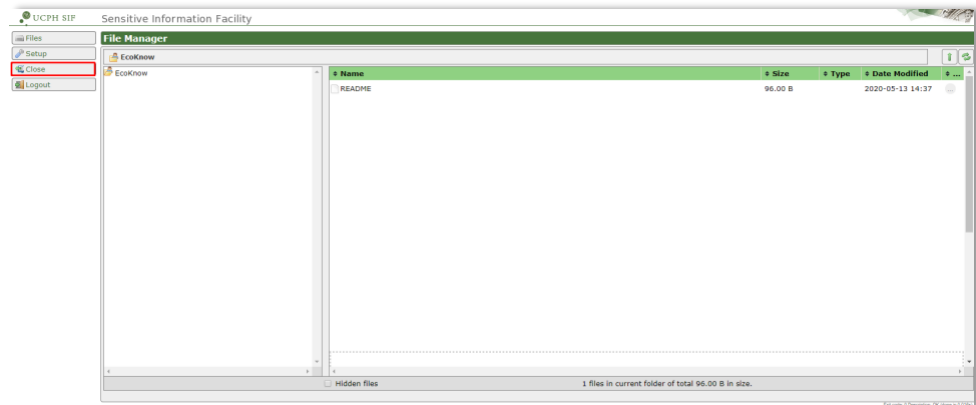 UCPH SIF
Sensitive Information Facility
Files
Setup
Close
Logout
File Manager
EcoKnow
EcoKnow
Name Size Type Date Modified ...
README 96.00 B 2020-05-13 14:37
Hidden files 1 files in current folder of total 96.00 B in size.